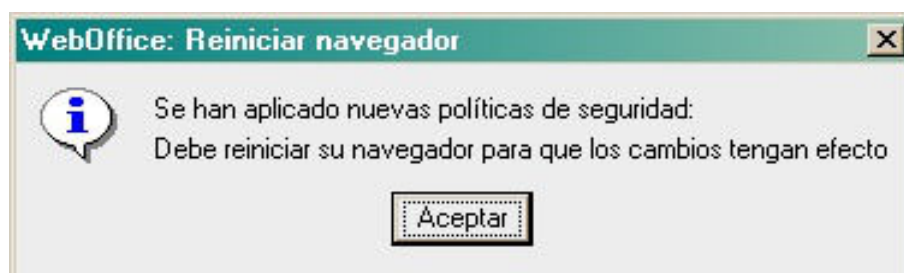 WebOffice: Reiniciar navegador
Se han aplicado nuevas políticas de seguridad:
Debe reiniciar su navegador para que los cambios tengan efecto
Aceptar